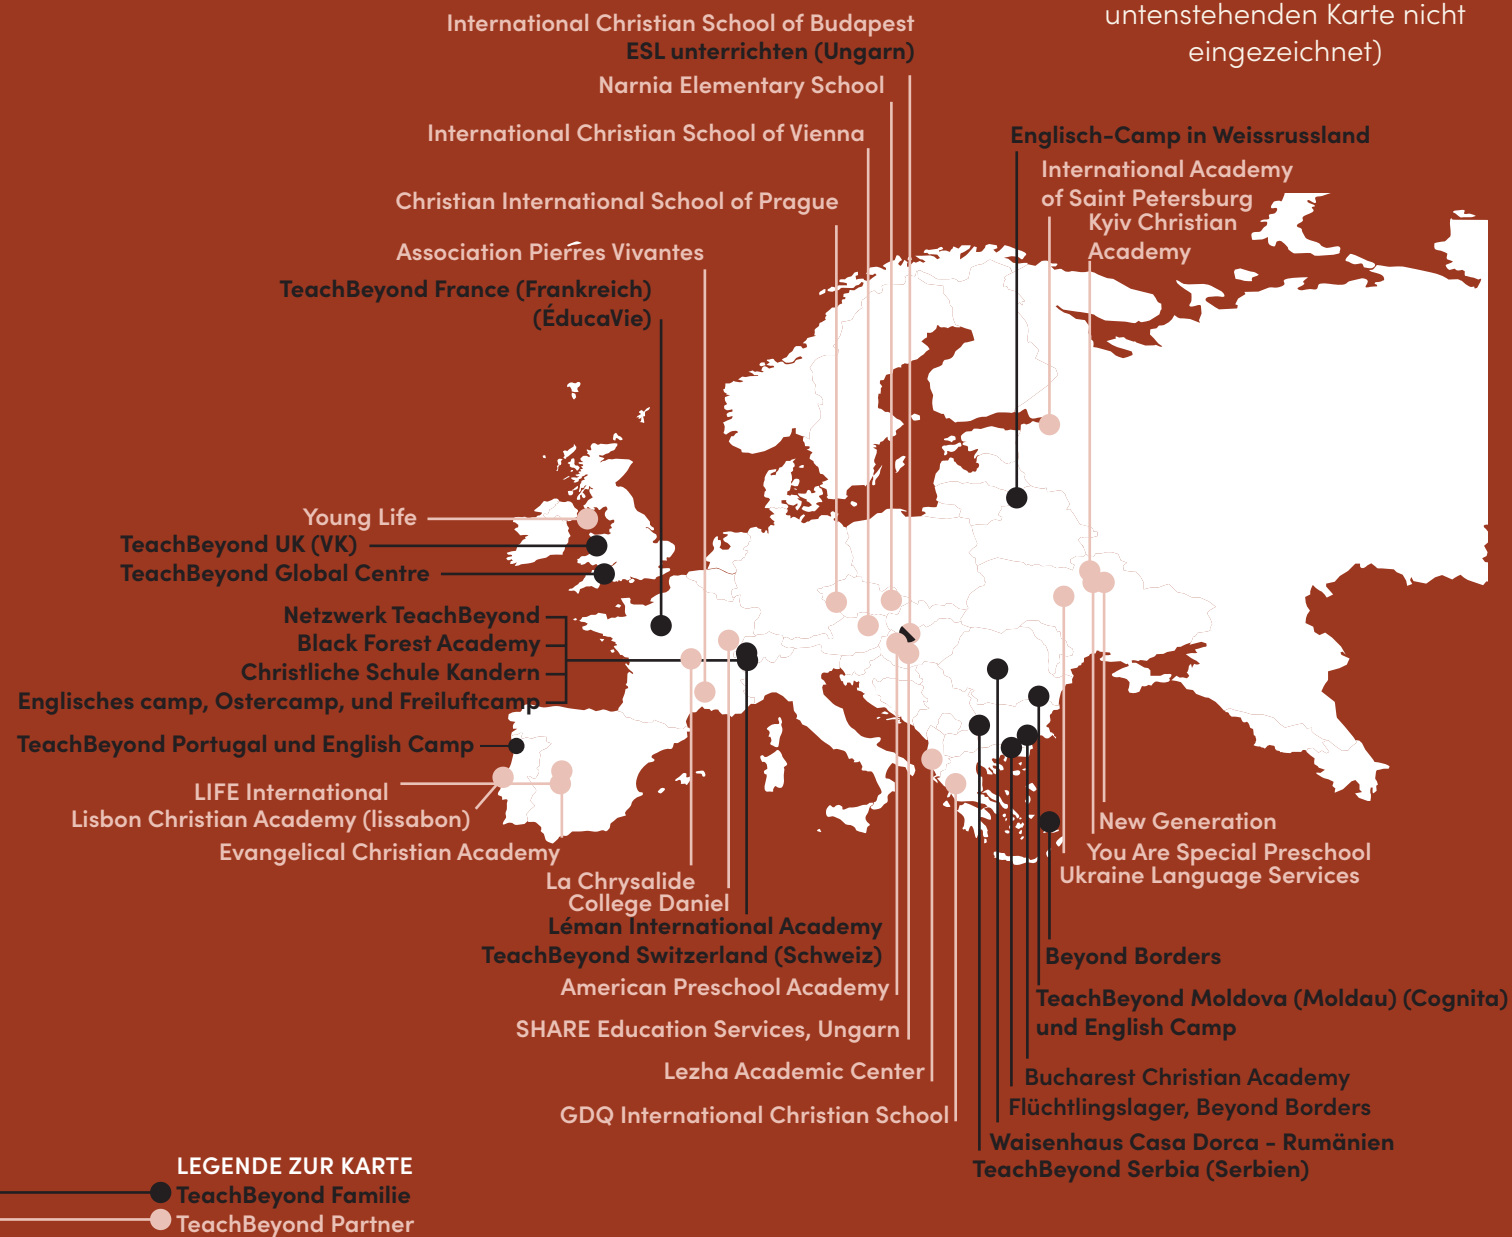 untenstehenden Karte nicht
eingezeichnet)
International Christian School of Budapest
ESL unterrichten (Ungarn)
Narnia Elementary School
International Christian School of Vienna
Christian International School of Prague
Association Pierres Vivantes
TeachBeyond France (Frankreich)
(ÉducaVie)
Englisch-Camp in Weissrussland
International Academy
of Saint Petersburg
Kyiv Christian
Academy
Young Life
TeachBeyond UK (VK)
TeachBeyond Global Centre
Netzwerk TeachBeyond
Black Forest Academy
Christliche Schule Kandern
Englisches camp, Ostercamp, und Freiluftcamp
TeachBeyond Portugal und English Camp
LIFE International
Lisbon Christian Academy (lissabon)
Evangelical Christian Academy
La Chrysalide
College Daniel
Léman International Academy
TeachBeyond Switzerland (Schweiz)
American Preschool Academy
SHARE Education Services, Ungarn
Lezha Academic Center
GDQ International Christian School
New Generation
You Are Special Preschool
Ukraine Language Services
Beyond Borders
TeachBeyond Moldova (Moldau) (Cognita)
und English Camp
Bucharest Christian Academy
Flüchtlingslager, Beyond Borders
Waisenhaus Casa Dorca - Rumänien
TeachBeyond Serbia (Serbien)
LEGENDE ZUR KARTE
TeachBeyond Familie
TeachBeyond Partner